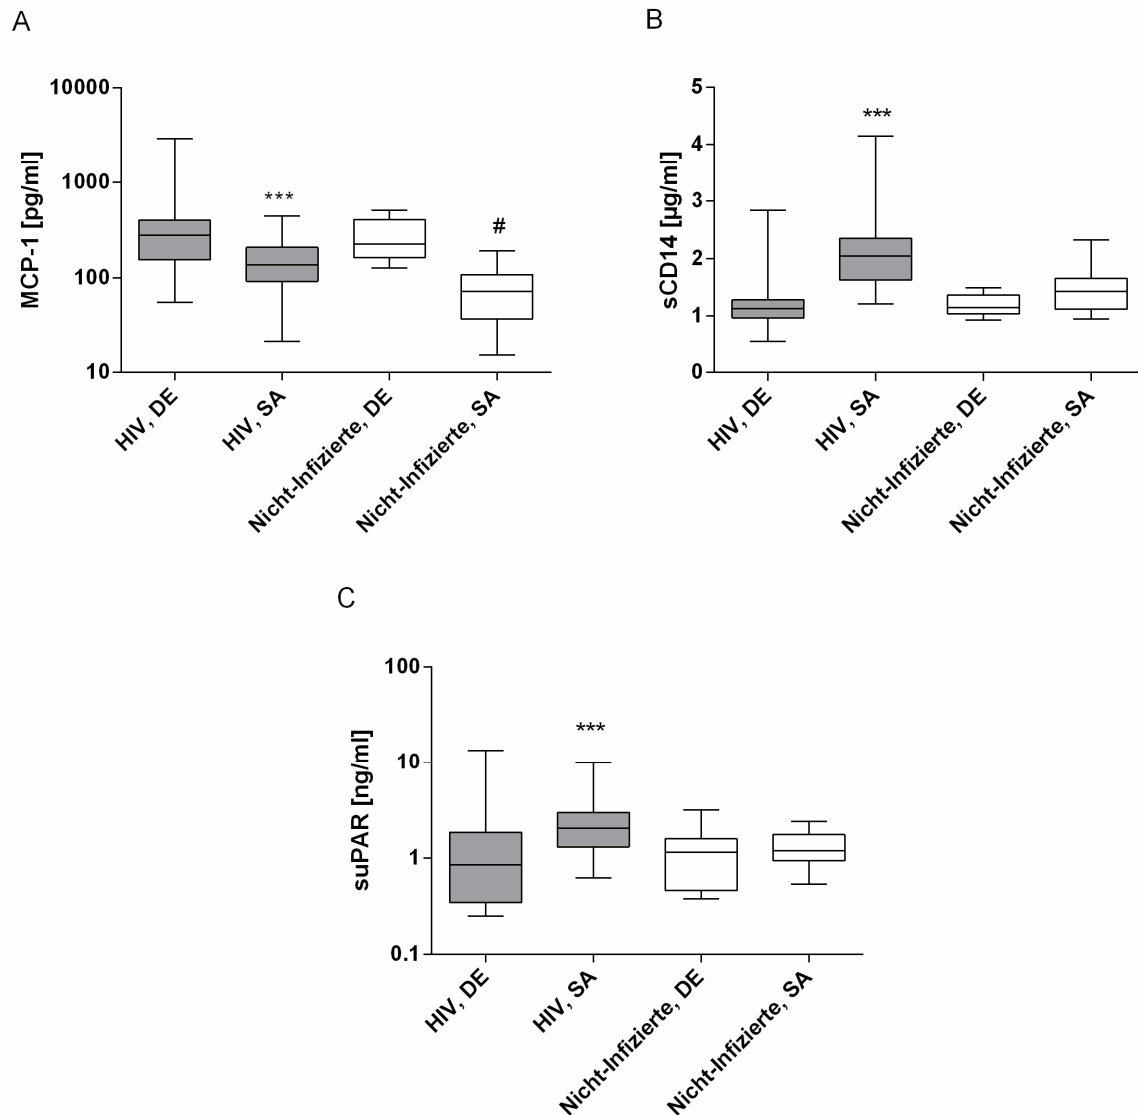 A
MCP-1 [pg/ml]
10000
1000
100
10
***
#
HIV, DE
HIV, SA
Nicht-Infizierte, DE
Nicht-Infizierte, SA
B
sCD14 [µg/ml]
5
4
3
2
1
0
***
HIV, DE
HIV, SA
Nicht-Infizierte, DE
Nicht-Infizierte, SA
C
suPAR [ng/ml]
100
10
1
0.1
***
HIV, DE
HIV, SA
Nicht-Infizierte, DE
Nicht-Infizierte, SA